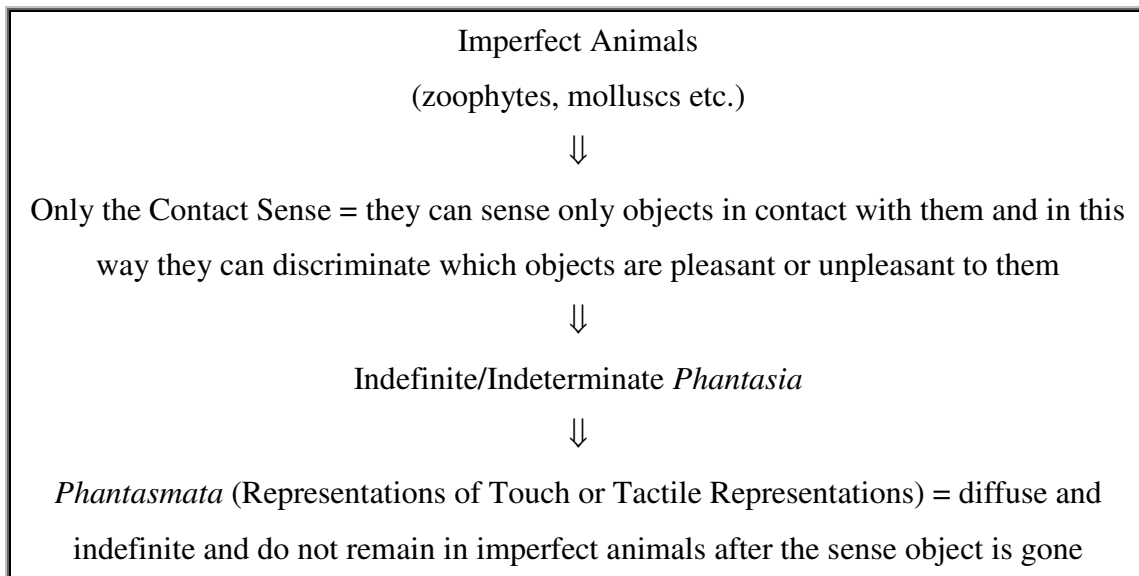 Imperfect Animals
(zoophytes, molluscs etc.)
⇓
Only the Contact Sense = they can sense only objects in contact with them and in this
way they can discriminate which objects are pleasant or unpleasant to them
⇓
Indefinite/Indeterminate Phantasia
⇓
Phantasmata (Representations of Touch or Tactile Representations) = diffuse and
indefinite and do not remain in imperfect animals after the sense object is gone